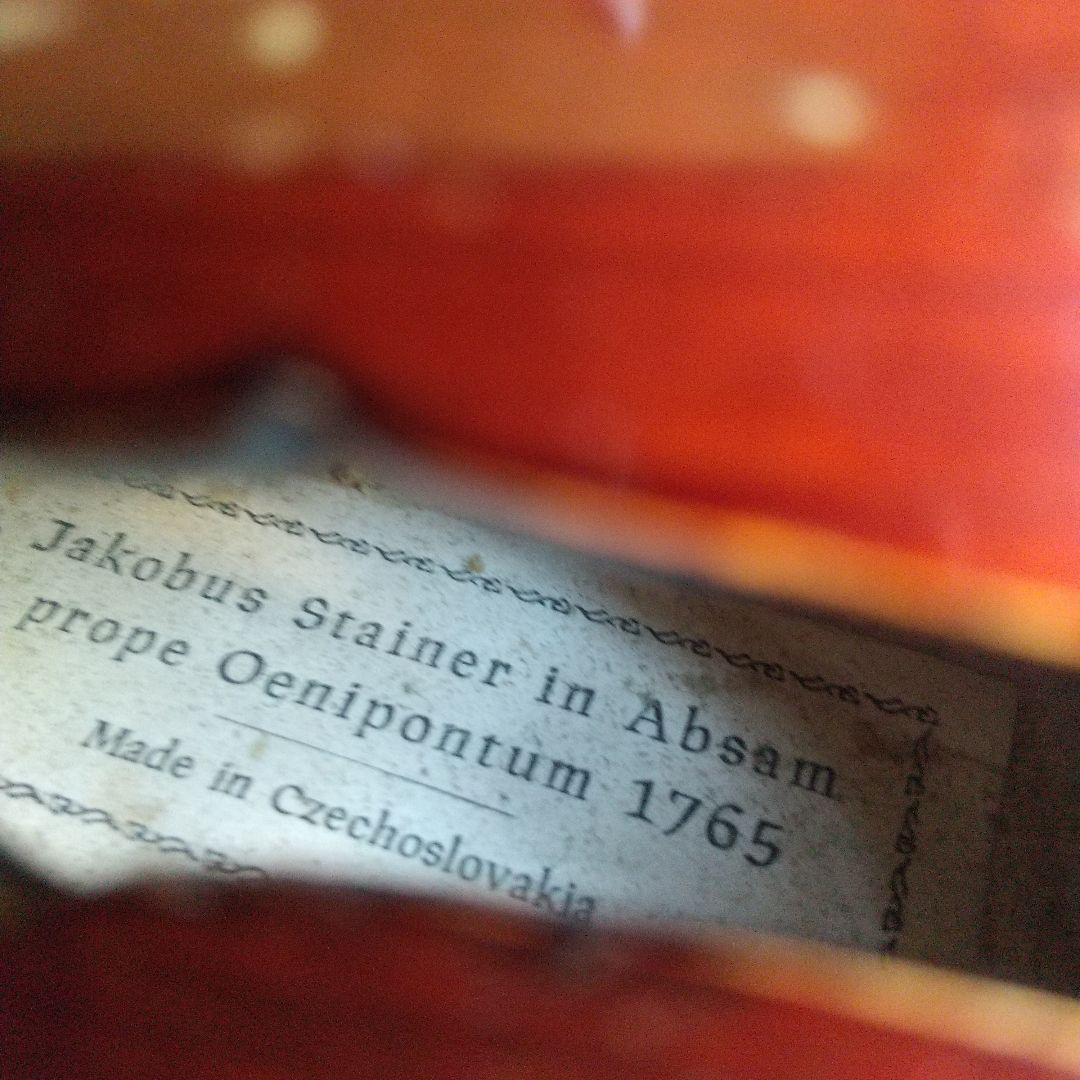 Jakobus Stainer in Absam
prope Oenipontum 1765
Made in Czechoslovakia